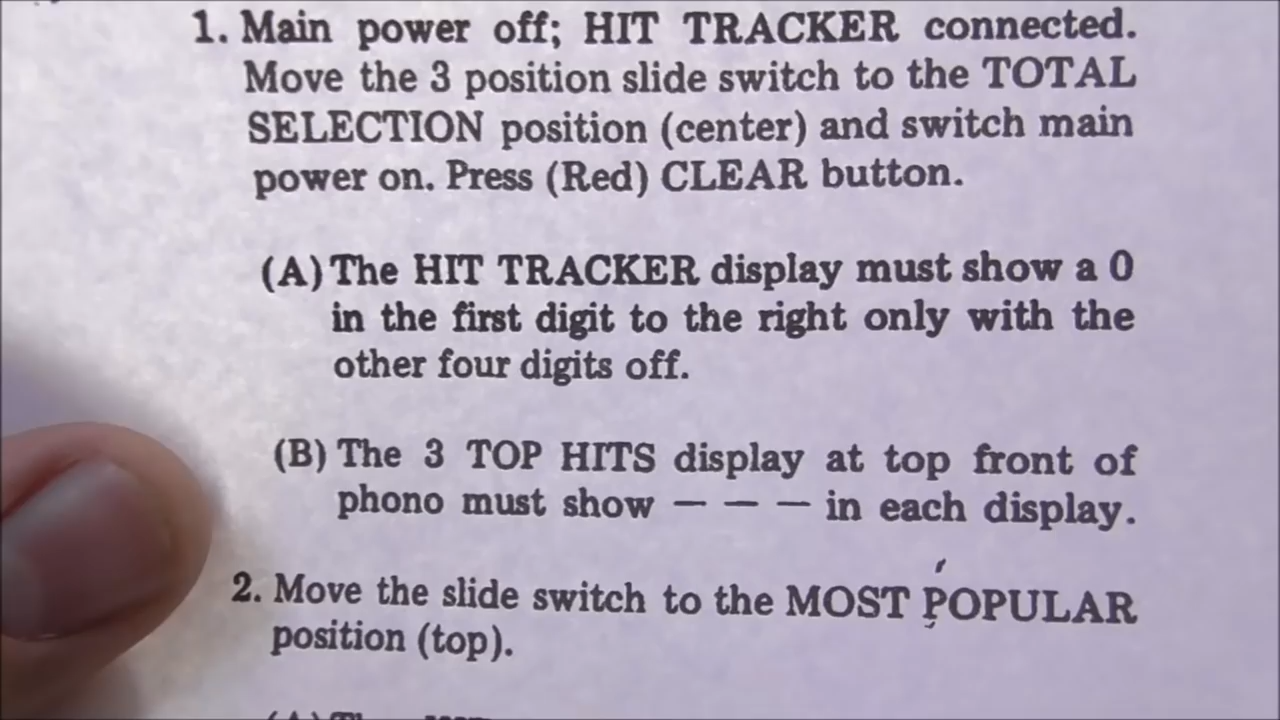 1. Main power off; HIT TRACKER connected.
Move the 3 position slide switch to the TOTAL
SELECTION position (center) and switch main
power on. Press (Red) CLEAR button.
(A) The HIT TRACKER display must show a 0
in the first digit to the right only with the
other four digits off.
(B) The 3 TOP HITS display at top front of
phono must show — — — in each display.
2. Move the slide switch to the MOST POPULAR
position (top).